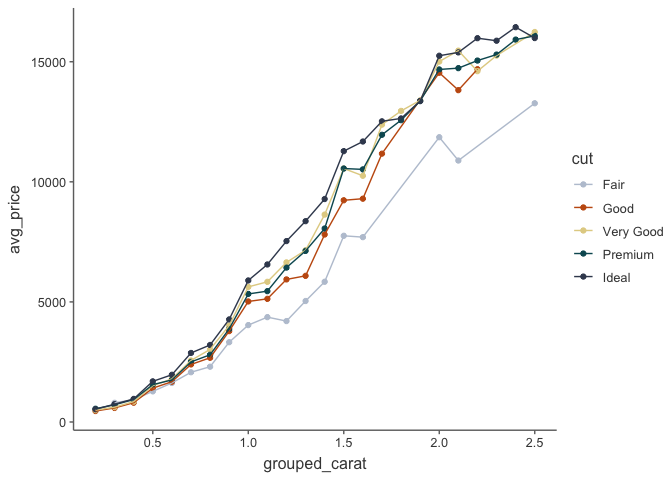 15000
10000
5000
0
avg_price
0.5
1.0
1.5
2.0
2.5
grouped_carat
cut
Fair
Good
Very Good
Premium
Ideal